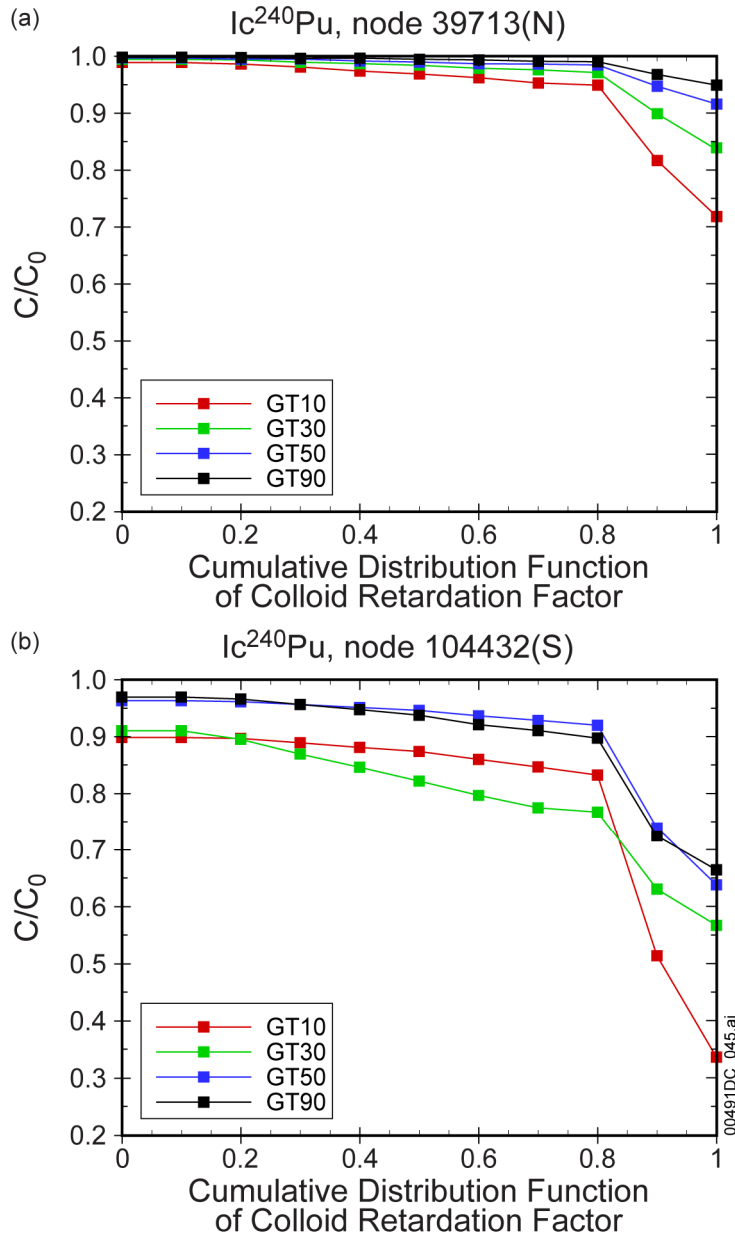 (a)
Ic²⁴⁰Pu, node 39713(N)
1.0
0.9
0.8
0.7
0.6
0.5
0.4
0.3
0.2
C/C₀
GT10
GT30
GT50
GT90
0 0.2 0.4 0.6 0.8 1
Cumulative Distribution Function
of Colloid Retardation Factor
(b)
Ic²⁴⁰Pu, node 104432(S)
1.0
0.9
0.8
0.7
0.6
0.5
0.4
0.3
0.2
C/C₀
GT10
GT30
GT50
GT90
0 0.2 0.4 0.6 0.8 1
Cumulative Distribution Function
of Colloid Retardation Factor
00491DC_045.ai